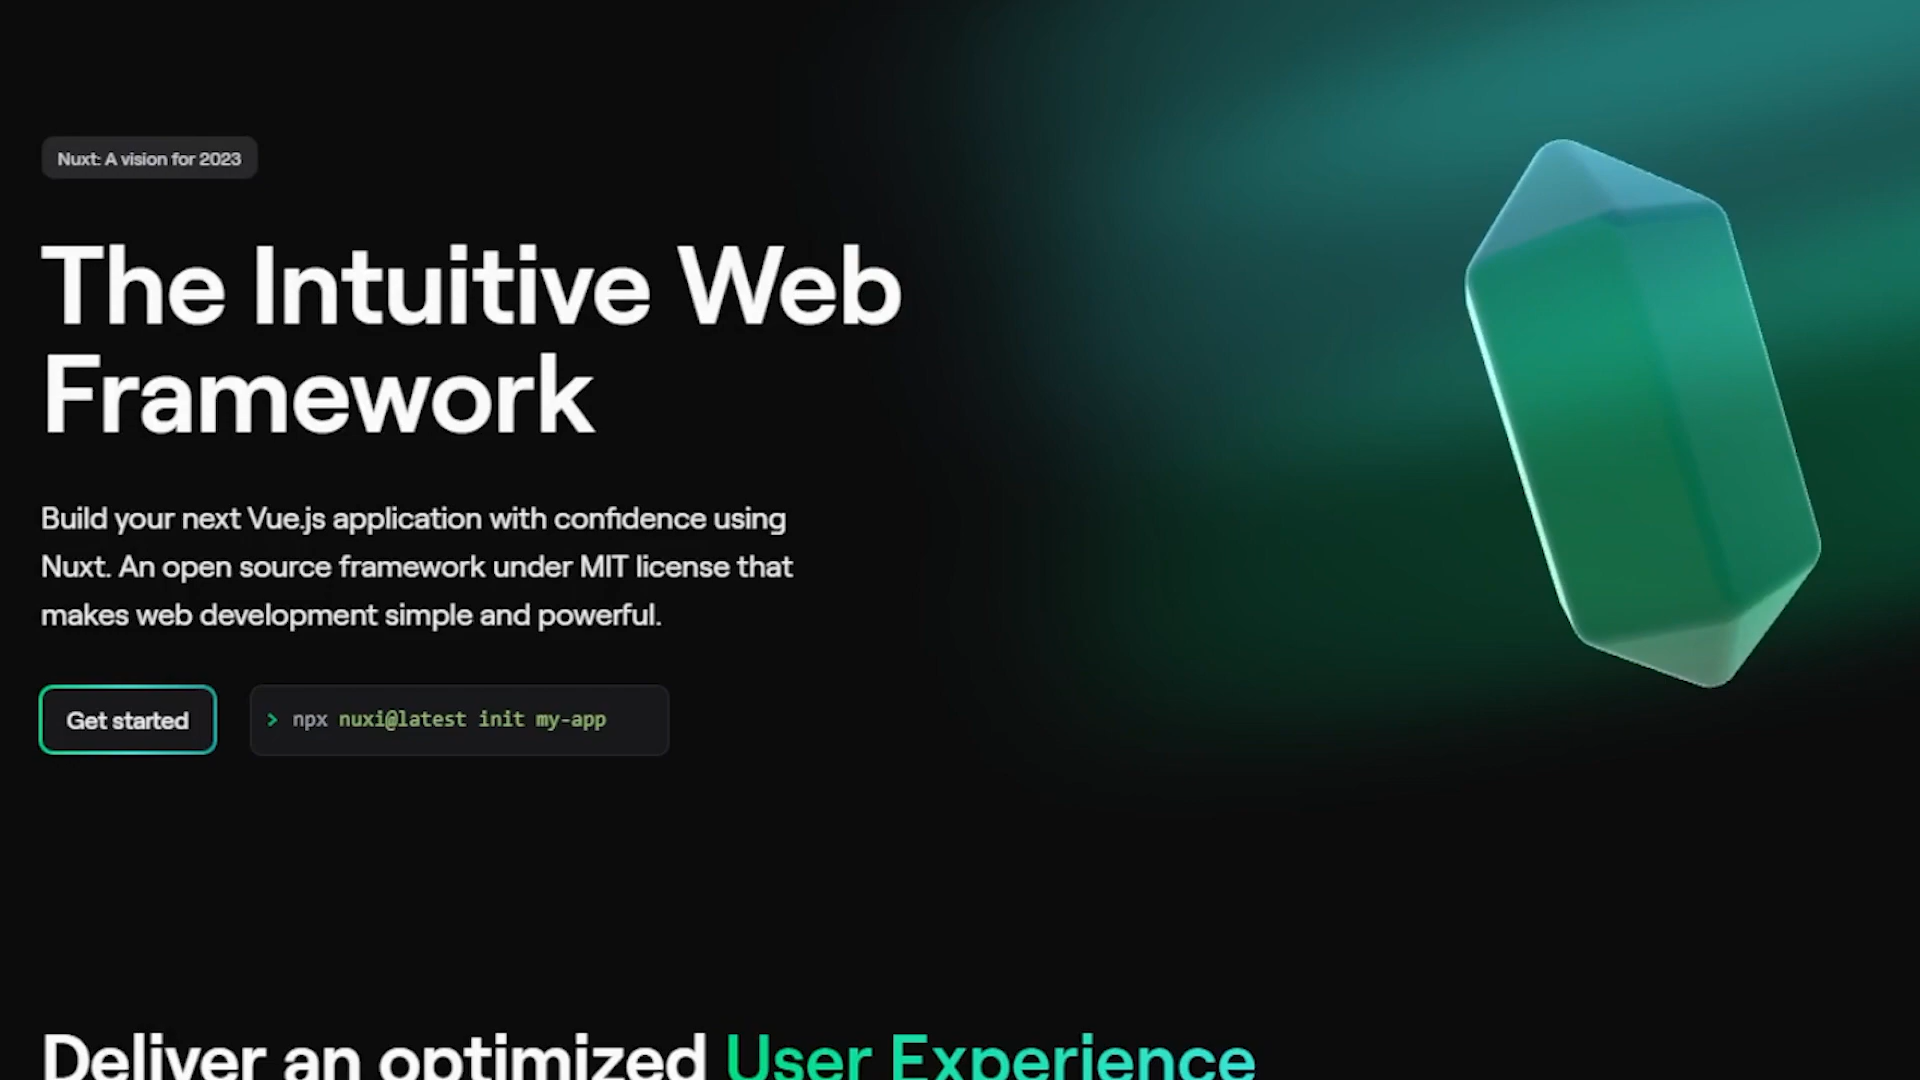 Nuxt: A vision for 2023
The Intuitive Web
Framework
Build your next Vue.js application with confidence using
Nuxt. An open source framework under MIT license that
makes web development simple and powerful.
Get started
> npx nuxi@latest init my-app
Deliver an optimized User Experience